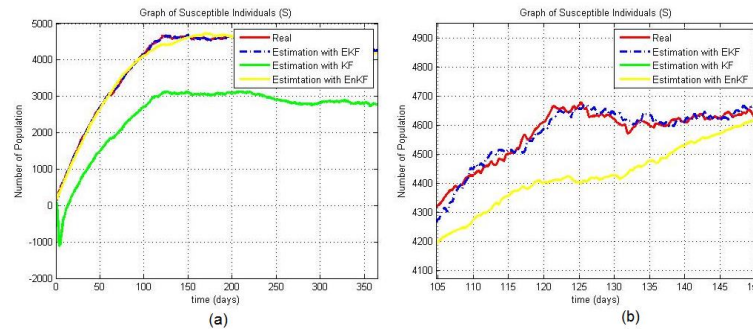 Graph of Susceptible Individuals (S)
Number of Population
5000
4000
3000
2000
1000
0
-1000
-2000
0
50
100
150
200
250
300
350
time (days)
Real
Estimation with EKF
Estimation with KF
Estimtation with EnKF
(a)
Graph of Susceptible Individuals (S)
Number of Population
4900
4800
4700
4600
4500
4400
4300
4200
4100
105
110
115
120
125
130
135
140
145
time (days)
Real
Estimation with EKF
Estimation with KF
Estimtation with EnKF
(b)